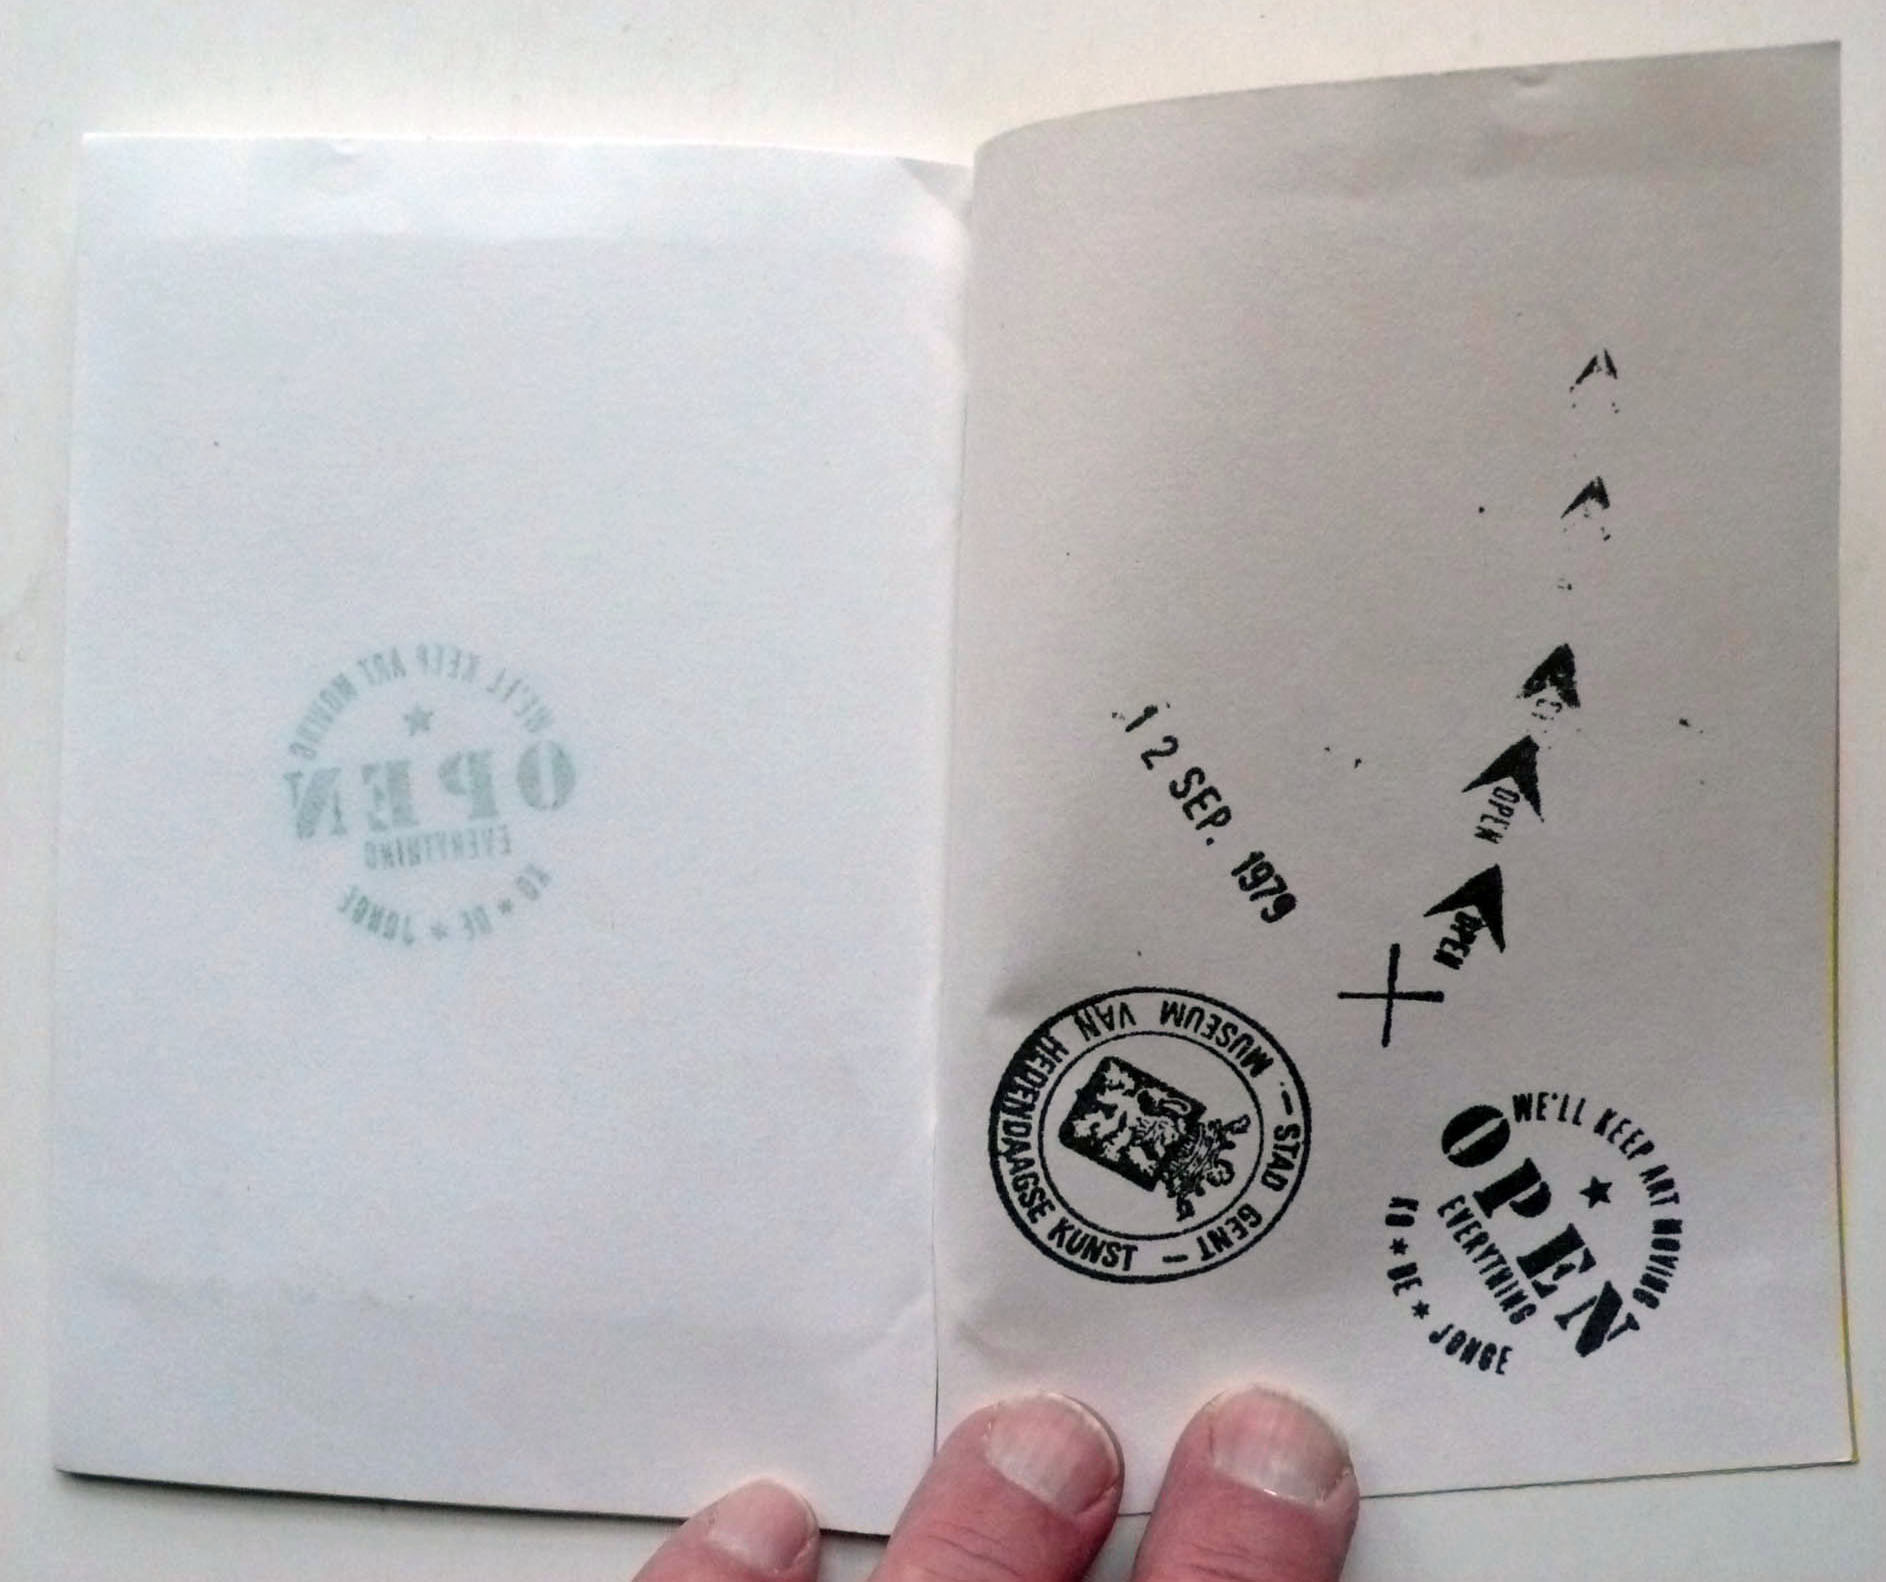 WE'LL KEEP ART MOVING
OPEN
EVERYTHING
KO * DE * JONGE
12 SEP. 1979
OPEN
OPEN
MUSEUM VAN HEDENDAAGSE KUNST
— STAD GENT —
WE'LL KEEP ART MOVING
OPEN
EVERYTHING
KO * DE * JONGE